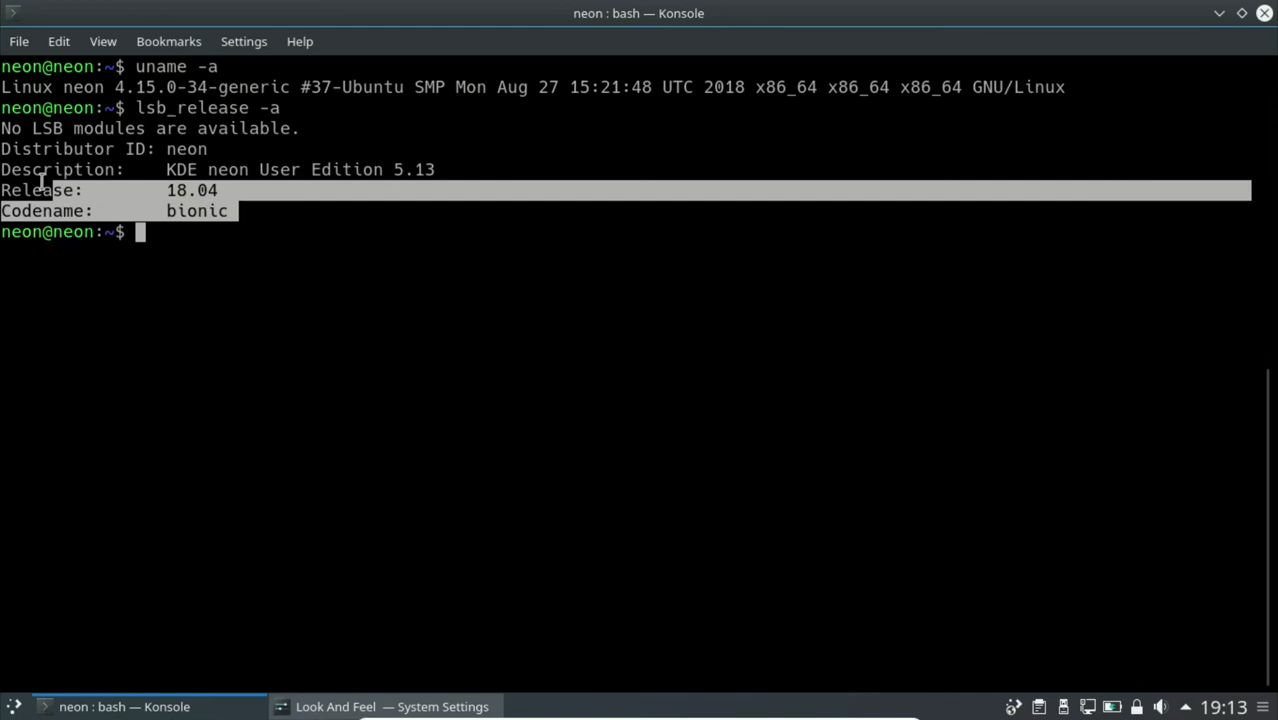 neon : bash — Konsole
File Edit View Bookmarks Settings Help
neon@neon:~$ uname -a
Linux neon 4.15.0-34-generic #37-Ubuntu SMP Mon Aug 27 15:21:48 UTC 2018 x86_64 x86_64 x86_64 GNU/Linux
neon@neon:~$ lsb_release -a
No LSB modules are available.
Distributor ID: neon
Description: KDE neon User Edition 5.13
Release: 18.04
Codename: bionic
neon@neon:~$
neon : bash — Konsole Look And Feel — System Settings 19:13